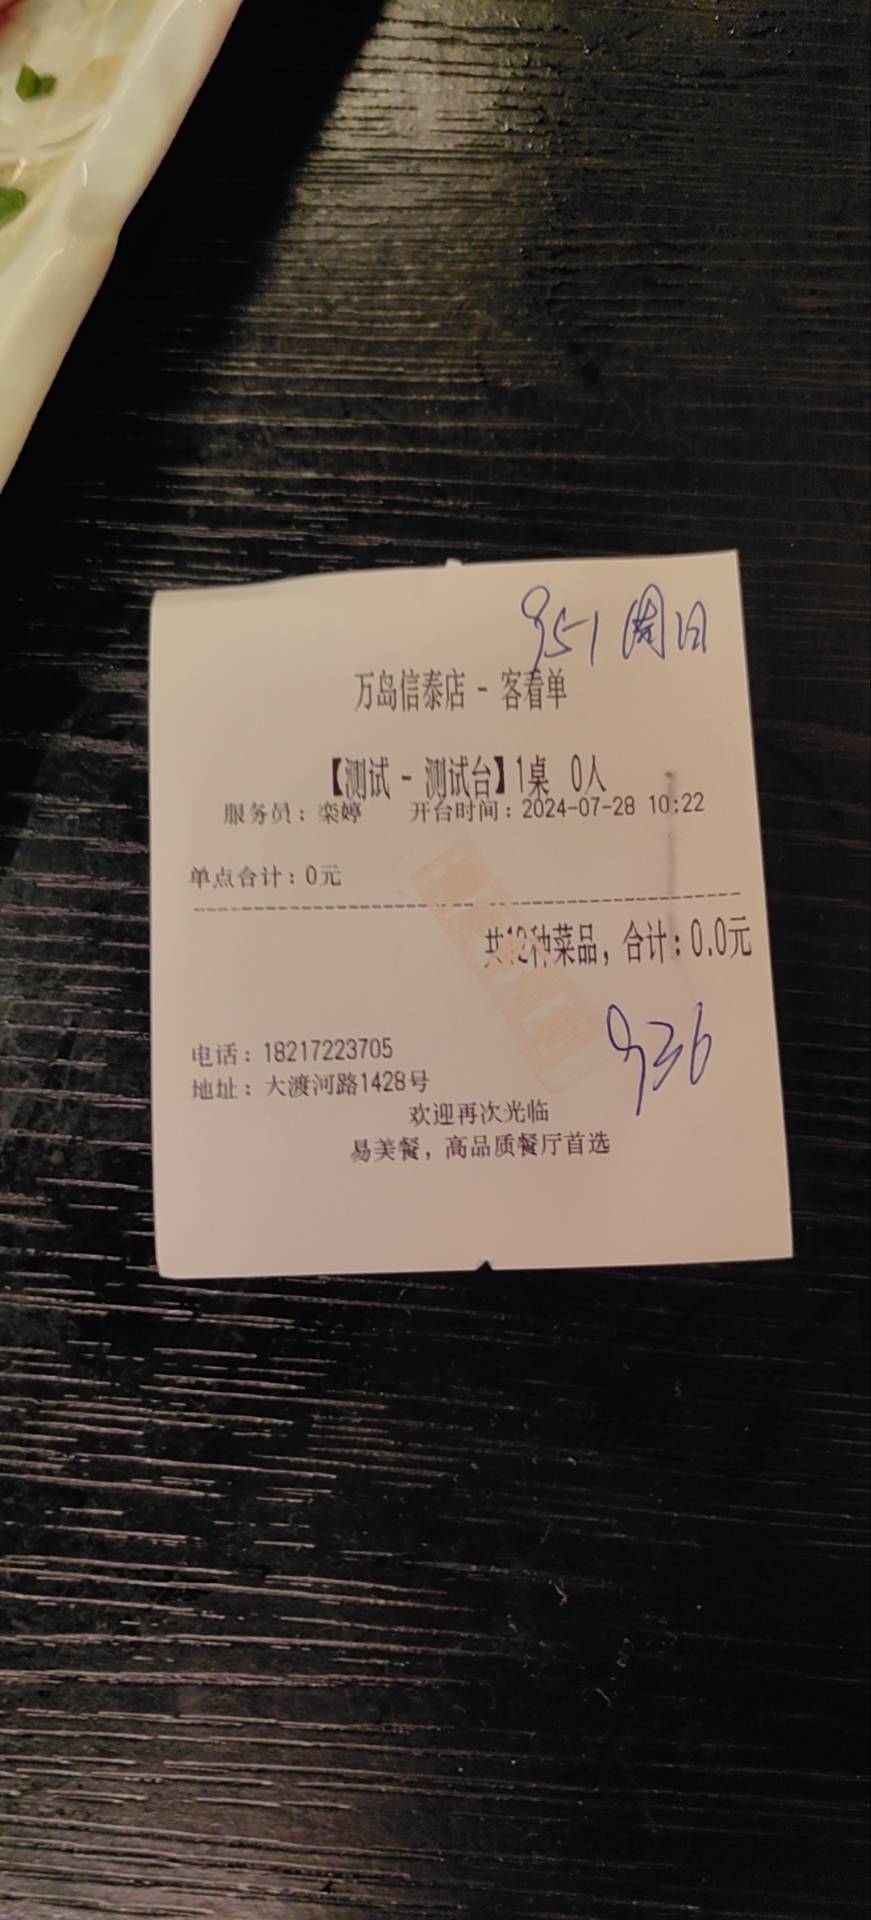 951 周日
万岛信泰店 - 客看单
【测试 - 测试台】1桌 0人
服务员：栾婷 开台时间：2024-07-28 10:22
单点合计：0元
共12种菜品，合计：0.0元
936
电话：18217223705
地址：大渡河路1428号
欢迎再次光临
易美餐，高品质餐厅首选